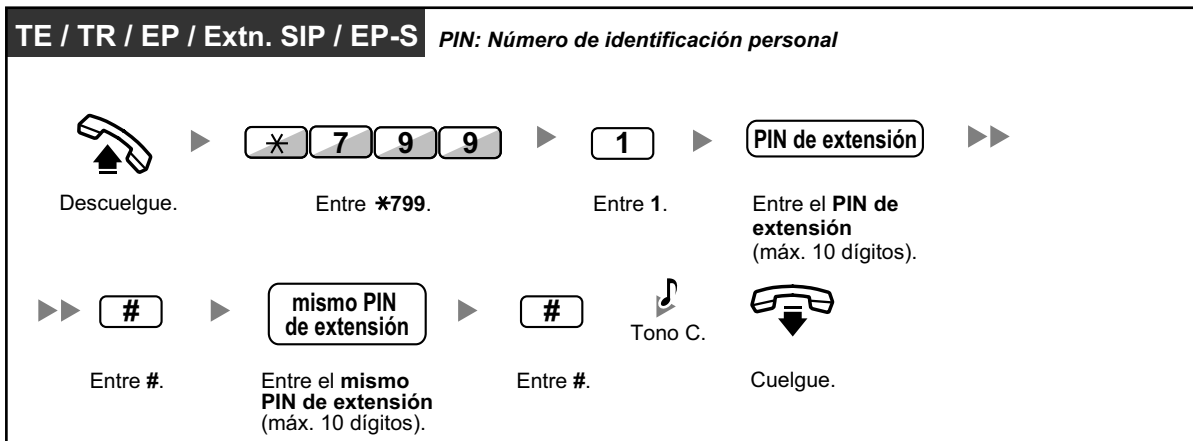 TE / TR / EP / Extn. SIP / EP-S PIN: Número de identificación personal
* 7 9 9 1 PIN de extensión
Descuelgue. Entre *799. Entre 1. Entre el PIN de
extensión
(máx. 10 dígitos).
# mismo PIN
de extensión #
Tono C.
Entre #. Entre el mismo
PIN de extensión
(máx. 10 dígitos). Entre #. Cuelgue.